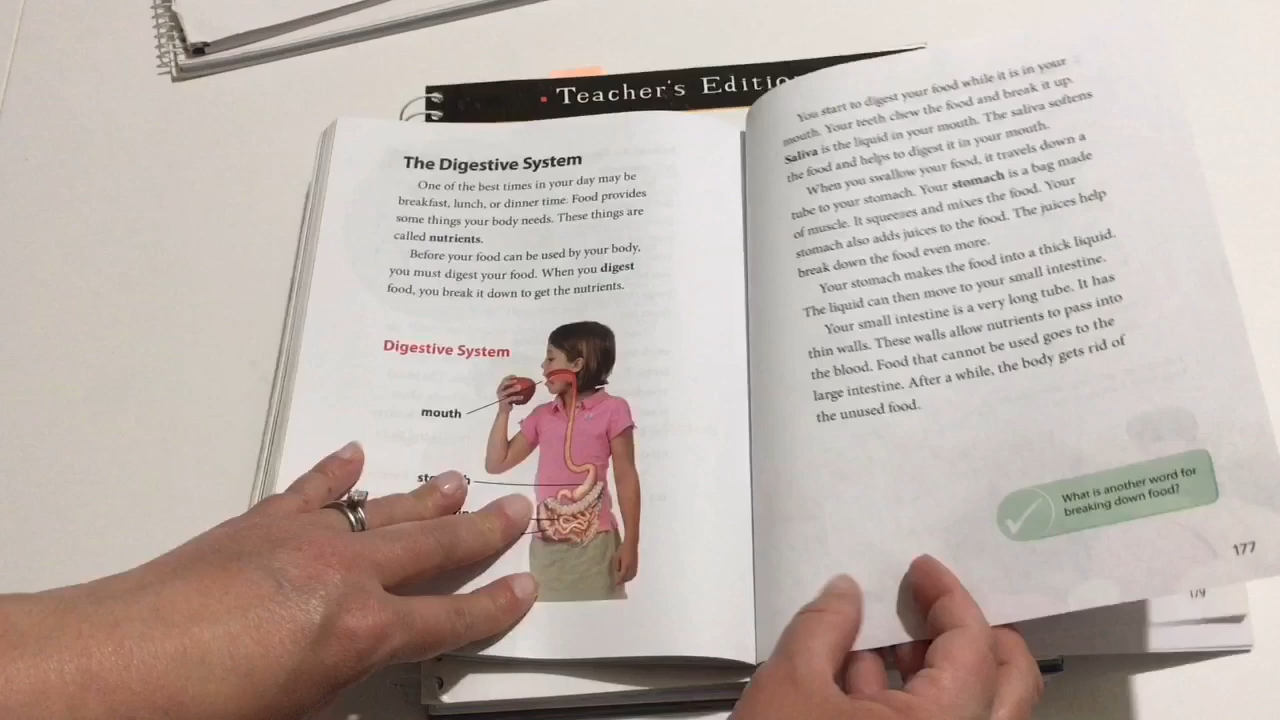 Teacher's Editio
The Digestive System
One of the best times in your day may be
breakfast, lunch, or dinner time. Food provides
some things your body needs. These things are
called nutrients.
Before your food can be used by your body,
you must digest your food. When you digest
food, you break it down to get the nutrients.
Digestive System
mouth
You start to digest your food while it is in your
mouth. Your teeth chew the food and break it up.
Saliva is the liquid in your mouth. The saliva softens
the food and helps to digest it in your mouth.
When you swallow your food, it travels down a
tube to your stomach. Your stomach is a bag made
of muscle. It squeezes and mixes the food. Your
stomach also adds juices to the food. The juices help
break down the food even more.
Your stomach makes the food into a thick liquid.
The liquid can then move to your small intestine.
Your small intestine is a very long tube. It has
thin walls. These walls allow nutrients to pass into
the blood. Food that cannot be used goes to the
large intestine. After a while, the body gets rid of
the unused food.
What is another word for
breaking down food?
177
179